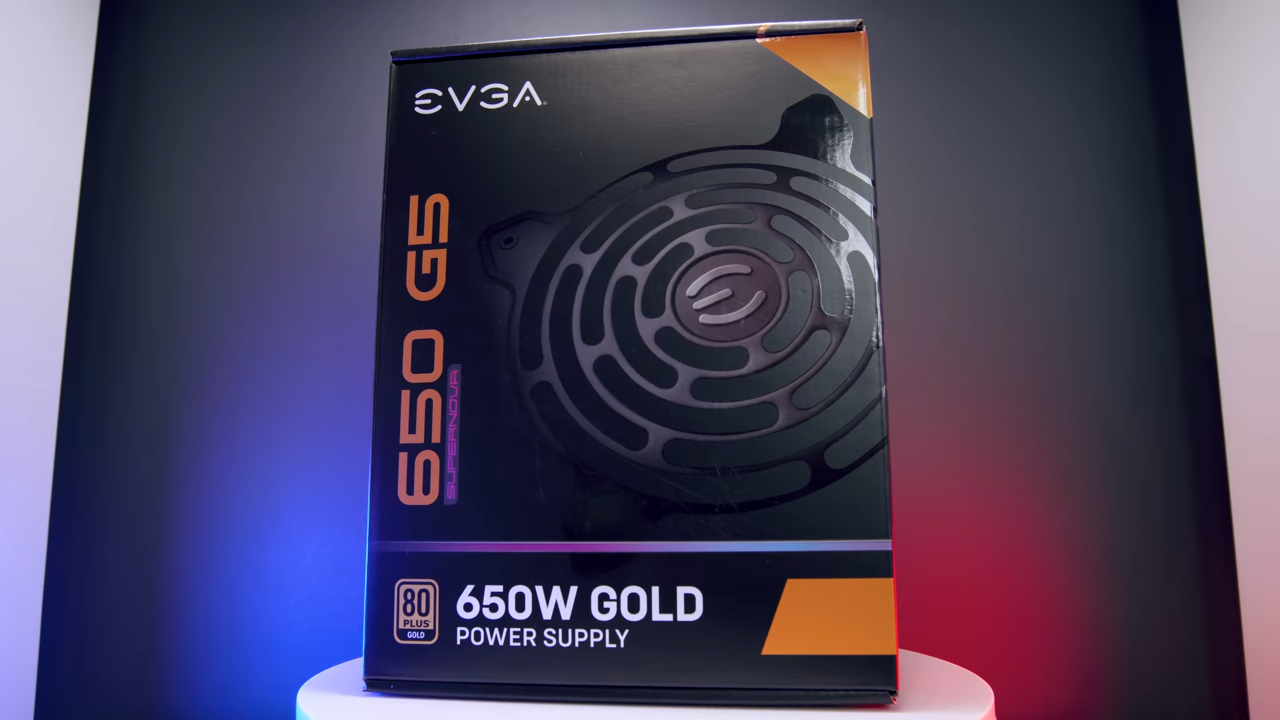 EVGA
650 G5
SUPERNOVA
80
PLUS
GOLD
650W GOLD
POWER SUPPLY